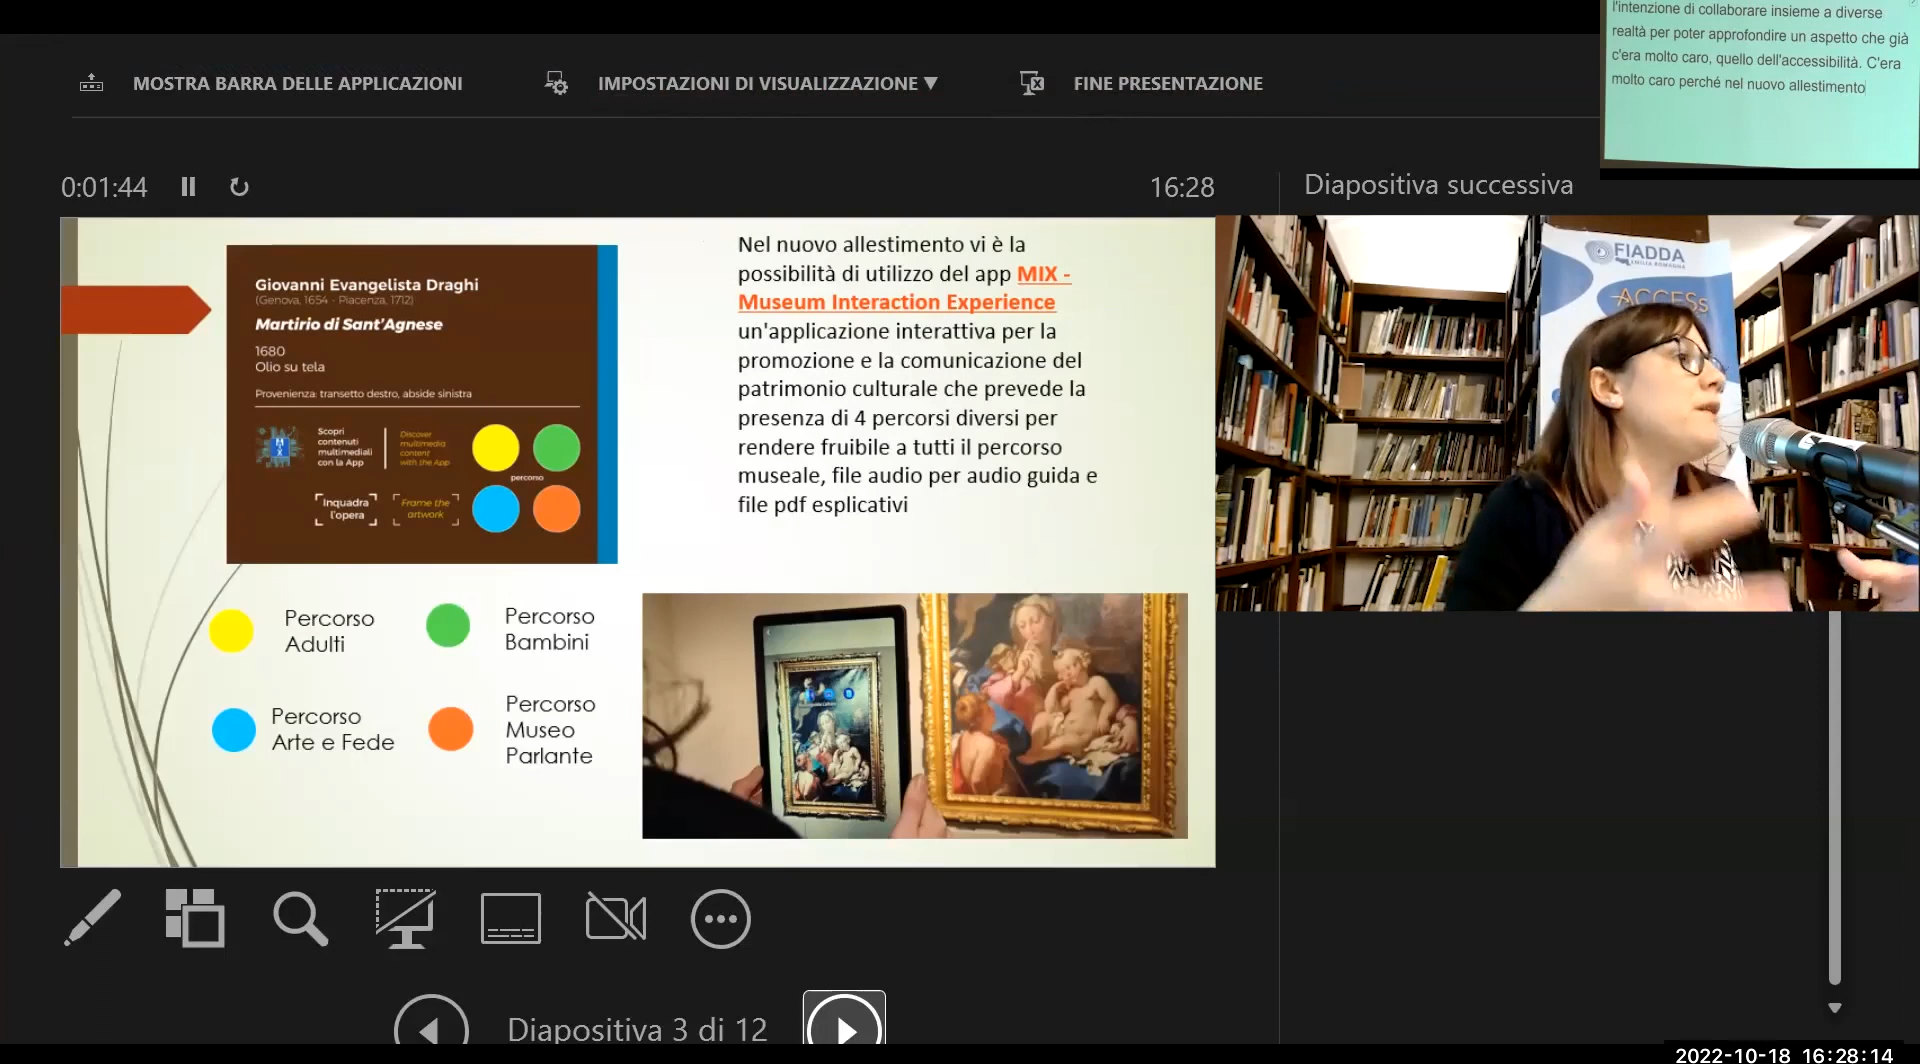 l'intenzione di collaborare insieme a diverse
realtà per poter approfondire un aspetto che già
c'era molto caro, quello dell'accessibilità. C'era
molto caro perché nel nuovo allestimento
MOSTRA BARRA DELLE APPLICAZIONI
IMPOSTAZIONI DI VISUALIZZAZIONE ▼
FINE PRESENTAZIONE
0:01:44
16:28
Diapositiva successiva
Giovanni Evangelista Draghi
(Genova, 1654 - Piacenza, 1712)
Martirio di Sant'Agnese
1680
Olio su tela
Provenienza: transetto destro, abside sinistra
Scopri
contenuti
multimediali
con la App
Discover
multimedia
content
with the App
percorso
Inquadra
l'opera
Frame the
artwork
Nel nuovo allestimento vi è la
possibilità di utilizzo del app MIX -
Museum Interaction Experience
un'applicazione interattiva per la
promozione e la comunicazione del
patrimonio culturale che prevede la
presenza di 4 percorsi diversi per
rendere fruibile a tutti il percorso
museale, file audio per audio guida e
file pdf esplicativi
Percorso
Adulti
Percorso
Bambini
Percorso
Arte e Fede
Percorso
Museo
Parlante
FIADDA
EMILIA ROMAGNA
ACCESs
Diapositiva 3 di 12
2022-10-18 16:28:14